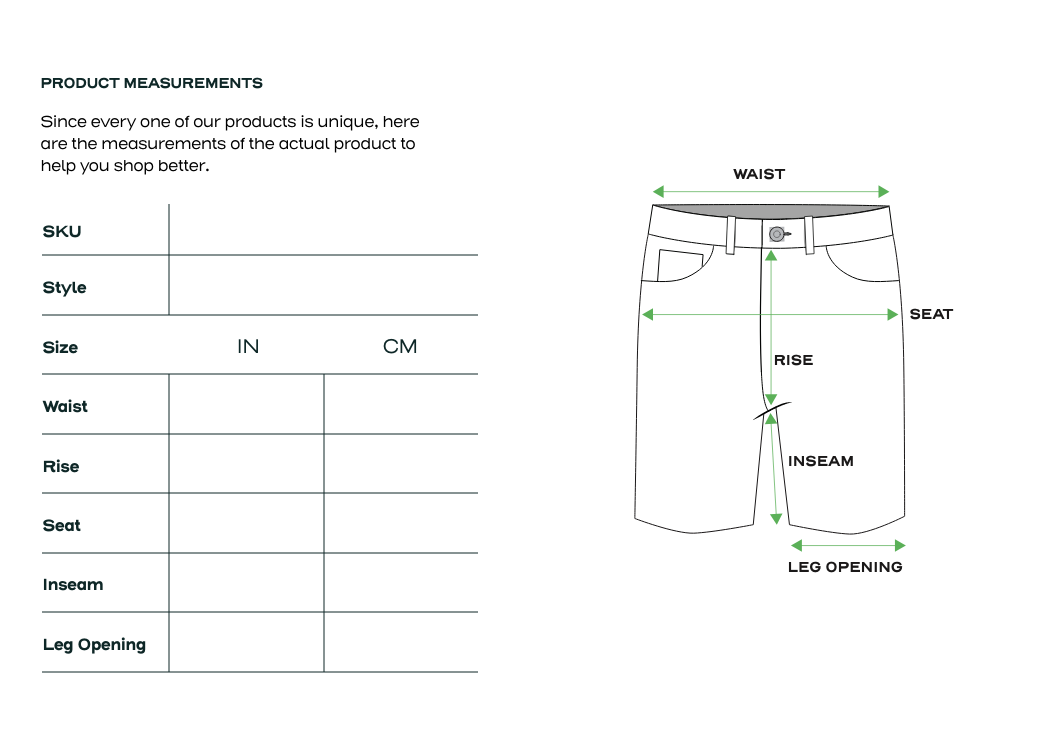 PRODUCT MEASUREMENTS
Since every one of our products is unique, here
are the measurements of the actual product to
help you shop better.
SKU
Style
Size IN CM
Waist
Rise
Seat
Inseam
Leg Opening
WAIST
SEAT
RISE
INSEAM
LEG OPENING